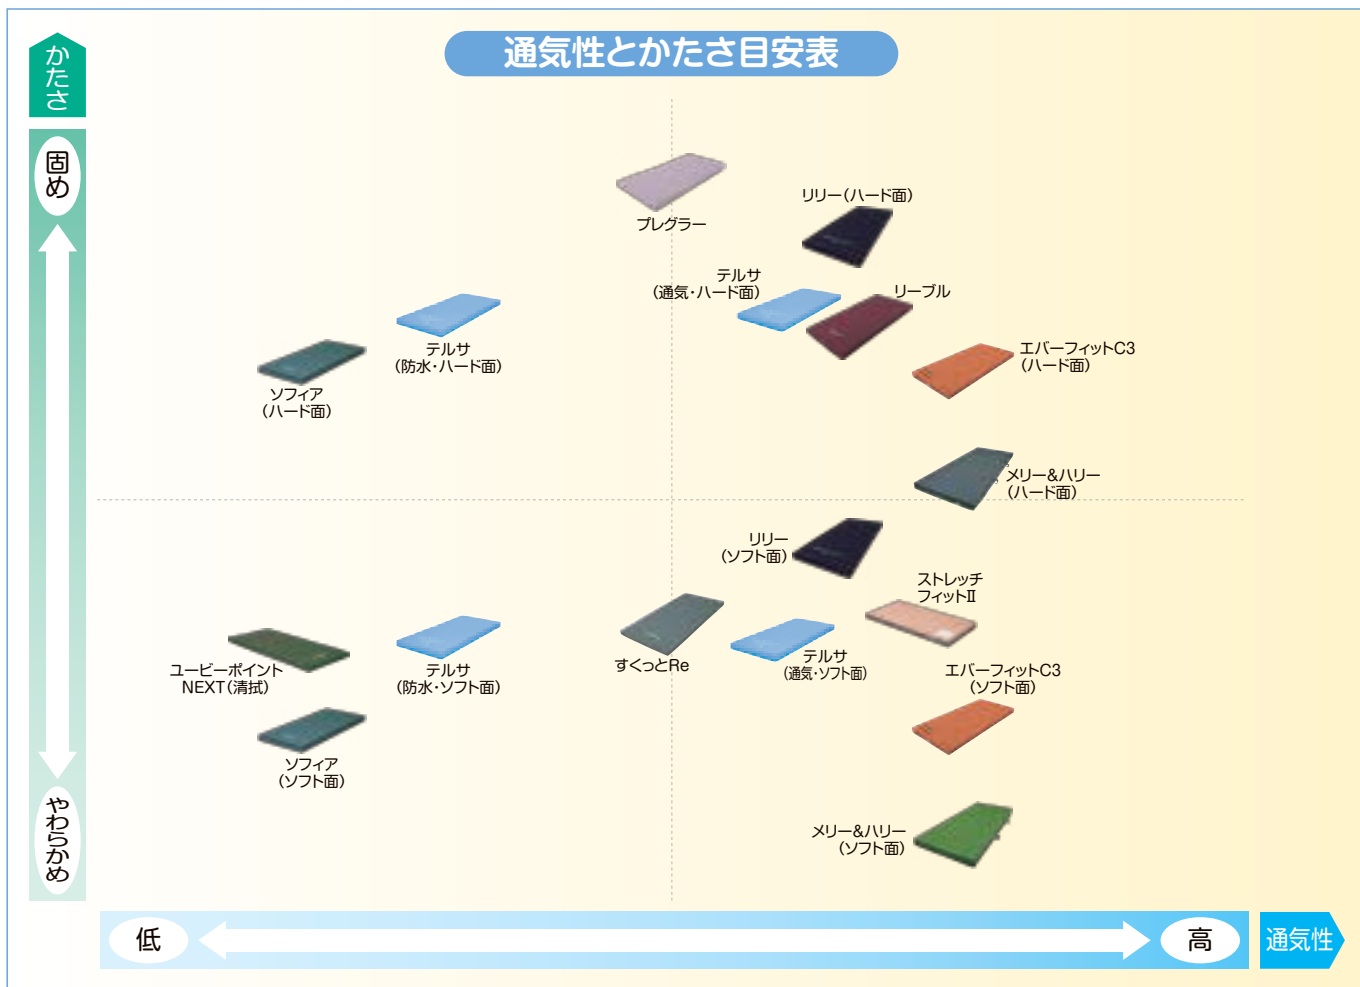 通気性とかたさ目安表
かたさ
固め
やわらかめ
プレグラー
リリー(ハード面)
テルサ
(通気・ハード面)
リーブル
テルサ
(防水・ハード面)
エバーフィットC3
(ハード面)
ソフィア
(ハード面)
メリー&ハリー
(ハード面)
リリー
(ソフト面)
ストレッチ
フィットⅡ
ユーピーポイント
NEXT(清拭)
テルサ
(防水・ソフト面)
すくっとRe
テルサ
(通気・ソフト面)
エバーフィットC3
(ソフト面)
ソフィア
(ソフト面)
メリー&ハリー
(ソフト面)
低
高
通気性